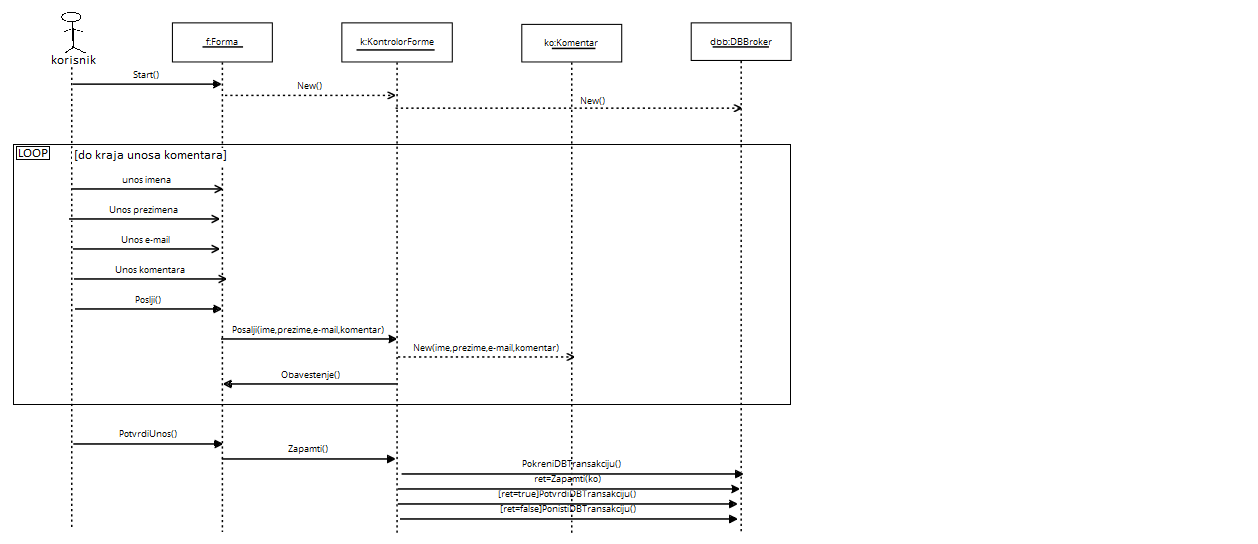 korisnik
f:Forma
k:KontrolorForme
ko:Komentar
dbb:DBBroker
Start()
New()
New()
LOOP
[do kraja unosa komentara]
unos imena
Unos prezimena
Unos e-mail
Unos komentara
Poslji()
Posalji(ime,prezime,e-mail,komentar)
New(ime,prezime,e-mail,komentar)
Obavestenje()
PotvrdiUnos()
Zapamti()
PokreniDBTransakciju()
ret=Zapamti(ko)
[ret=true]PotvrdiDBTransakciju()
[ret=false]PonistiDBTransakciju()